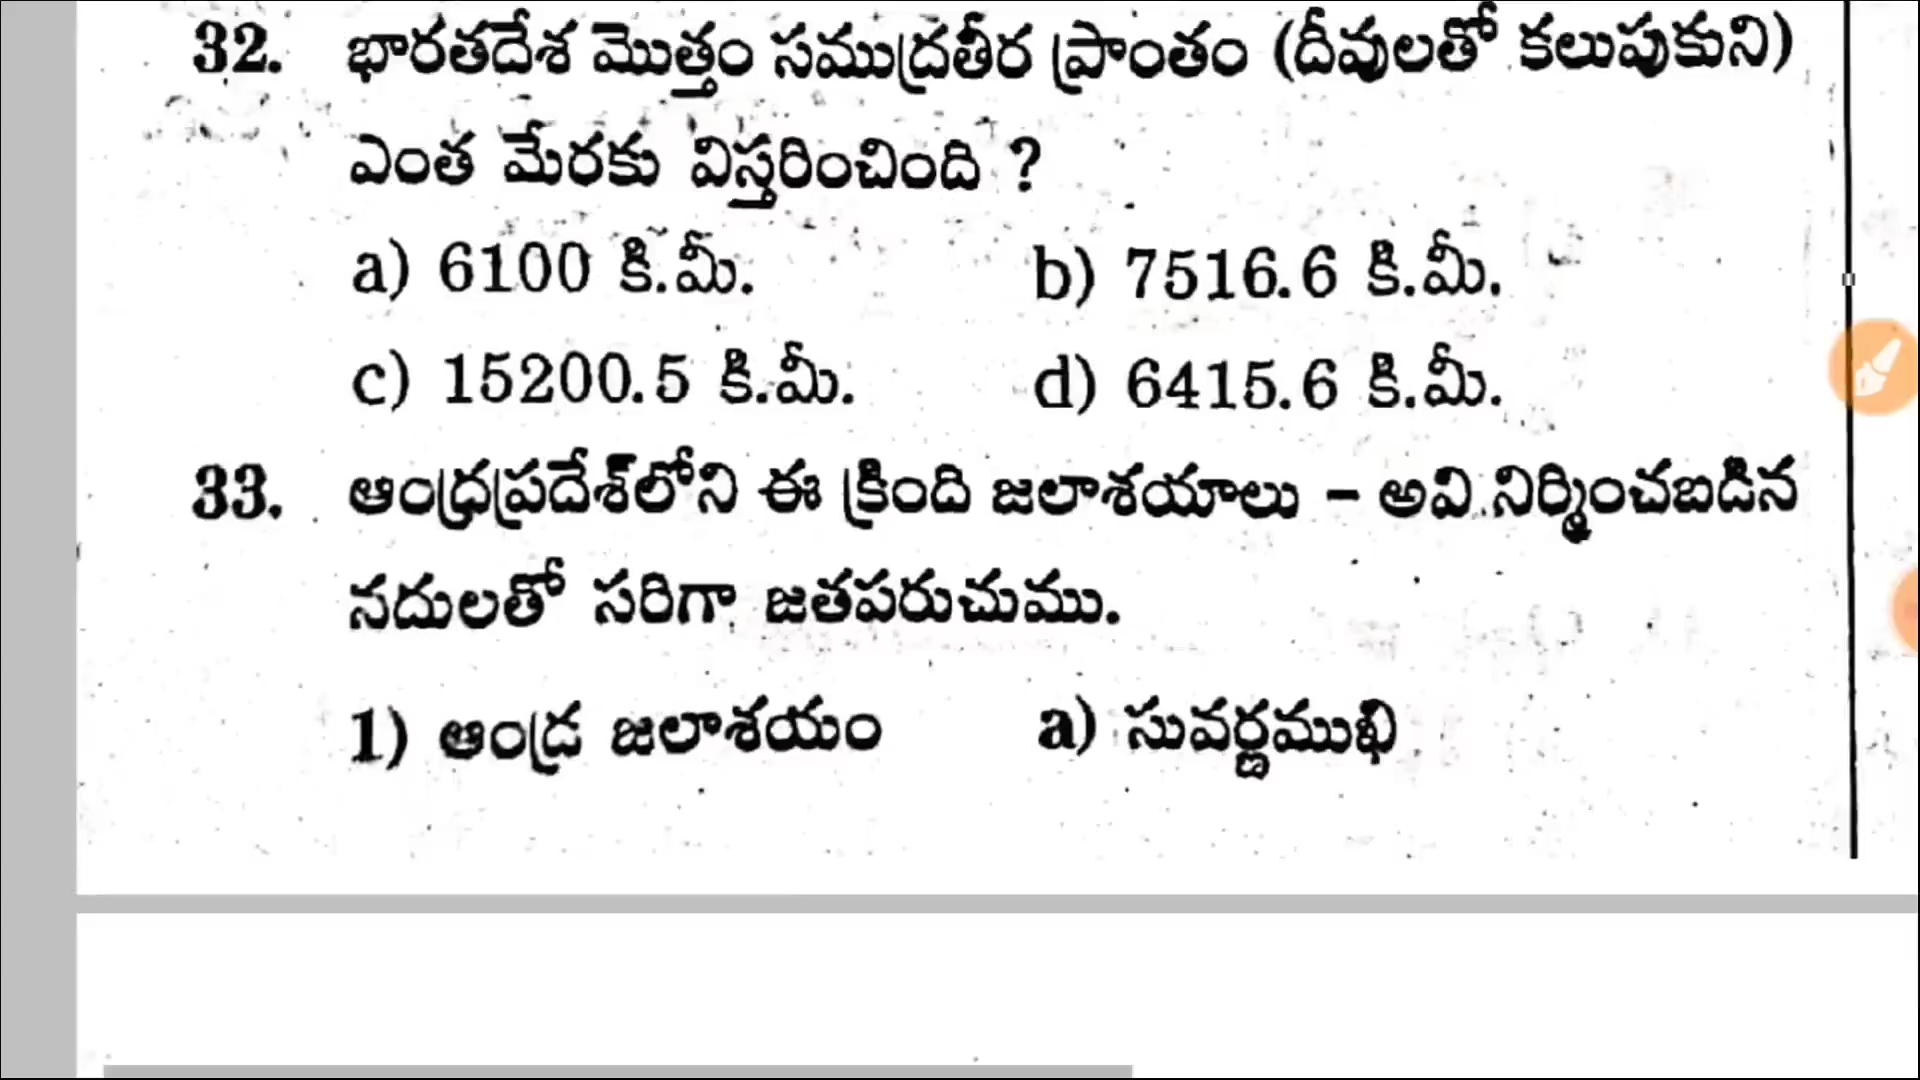 32. భారతదేశ మొత్తం సముద్రతీర ప్రాంతం (దీవులతో కలుపుకుని)
ఎంత మేరకు విస్తరించింది ?
a) 6100 కి.మీ. b) 7516.6 కి.మీ.
c) 15200.5 కి.మీ. d) 6415.6 కి.మీ.
33. ఆంధ్రప్రదేశ్‌లోని ఈ క్రింది జలాశయాలు – అవి నిర్మించబడిన
నదులతో సరిగా జతపరుచుము.
1) ఆండ్ర జలాశయం a) సువర్ణముఖి